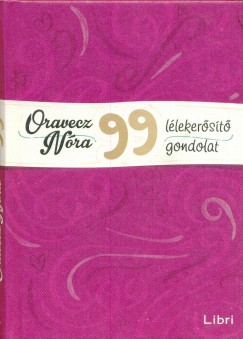 Oravecz
Nóra
99
lélekerősítő
gondolat
Libri